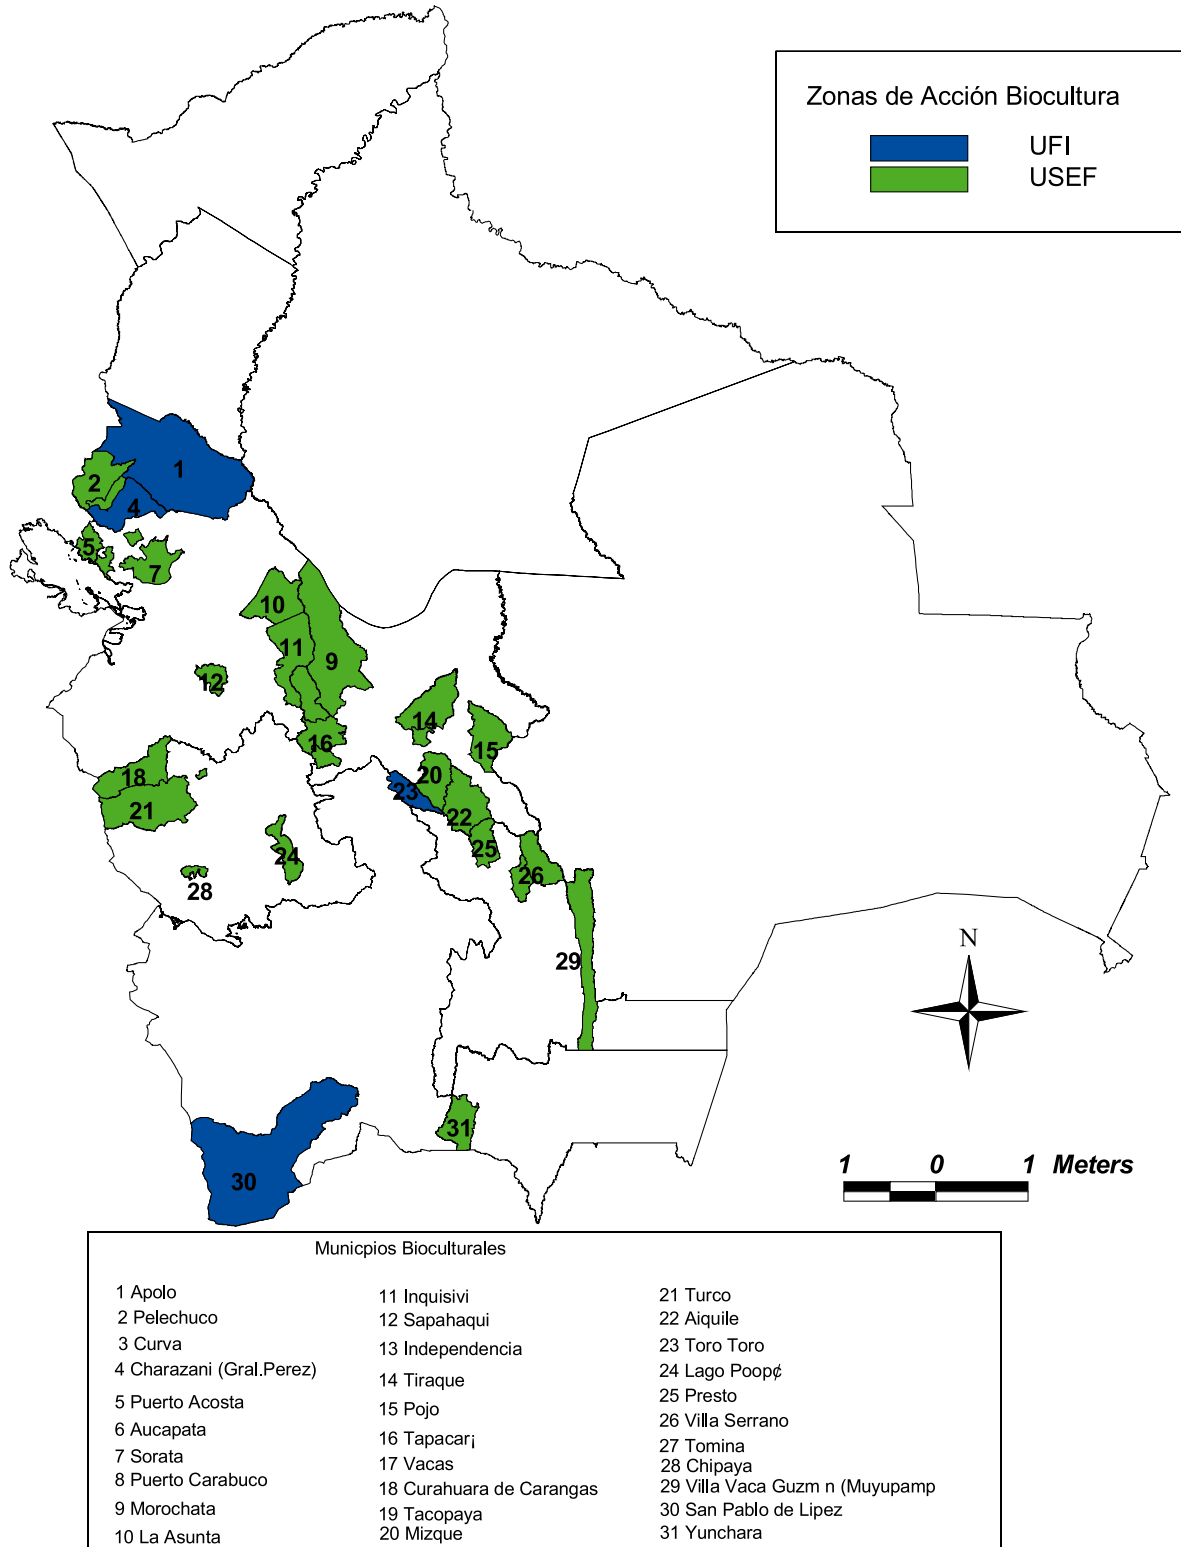 Zonas de Acción Biocultura
UFI
USEF
1
2
4
5
7
10
11
9
12
14
15
16
18
21
20
23
22
25
24
28
26
29
31
30
N
1 0 1 Meters
Municpios Bioculturales
1 Apolo
2 Pelechuco
3 Curva
4 Charazani (Gral.Perez)
5 Puerto Acosta
6 Aucapata
7 Sorata
8 Puerto Carabuco
9 Morochata
10 La Asunta
11 Inquisivi
12 Sapahaqui
13 Independencia
14 Tiraque
15 Pojo
16 Tapacar¡
17 Vacas
18 Curahuara de Carangas
19 Tacopaya
20 Mizque
21 Turco
22 Aiquile
23 Toro Toro
24 Lago Poop¢
25 Presto
26 Villa Serrano
27 Tomina
28 Chipaya
29 Villa Vaca Guzm n (Muyupamp
30 San Pablo de Lipez
31 Yunchara